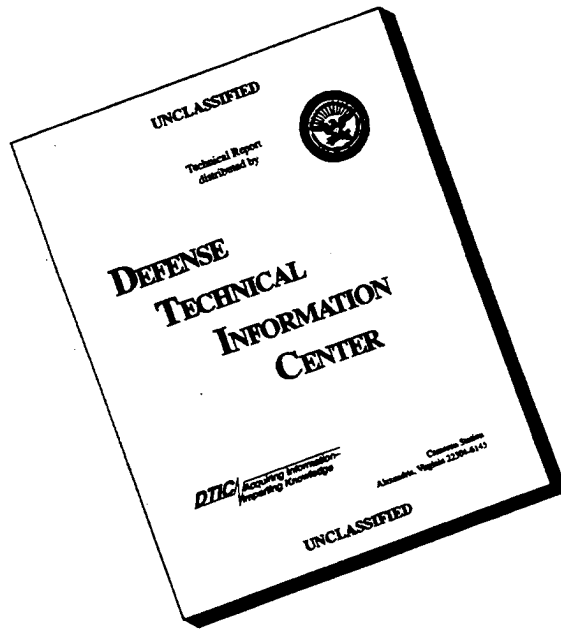 UNCLASSIFIED
Technical Report
distributed by
DEFENSE
TECHNICAL
INFORMATION
CENTER
DTIC
Acquiring Information-
Imparting Knowledge
Cameron Station
Alexandria, Virginia 22304-6145
UNCLASSIFIED